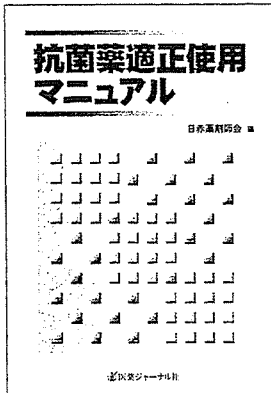 抗菌薬適正使用
マニュアル
日赤薬剤師会 編
医薬ジャーナル社